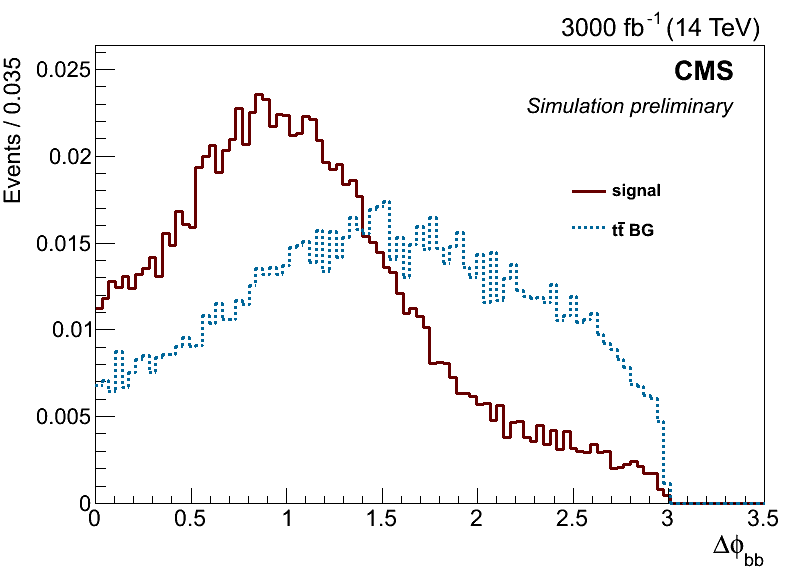 3000 fb⁻¹ (14 TeV)
CMS
Simulation preliminary
Events / 0.035
0.025
0.02
0.015
0.01
0.005
0
signal
tt̄ BG
0 0.5 1 1.5 2 2.5 3 3.5
Δϕ_bb